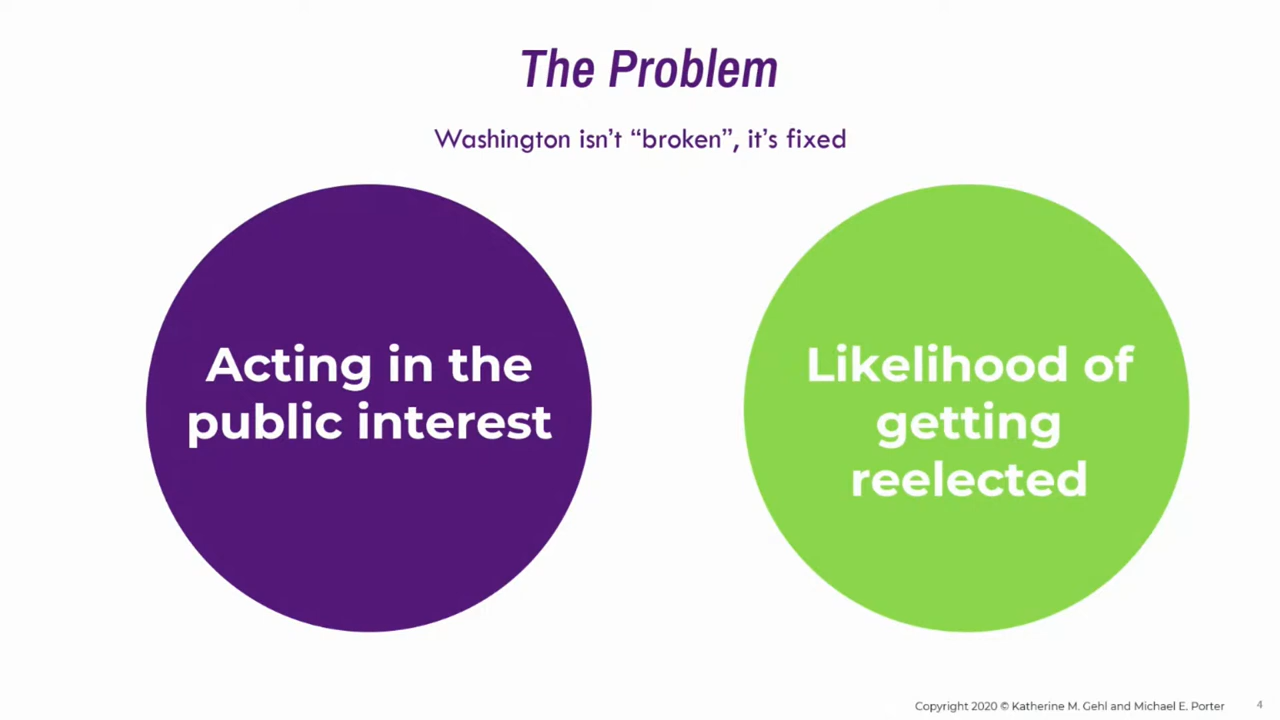 The Problem
Washington isn’t “broken”, it’s fixed
Acting in the
public interest
Likelihood of
getting
reelected
Copyright 2020 © Katherine M. Gehl and Michael E. Porter
4